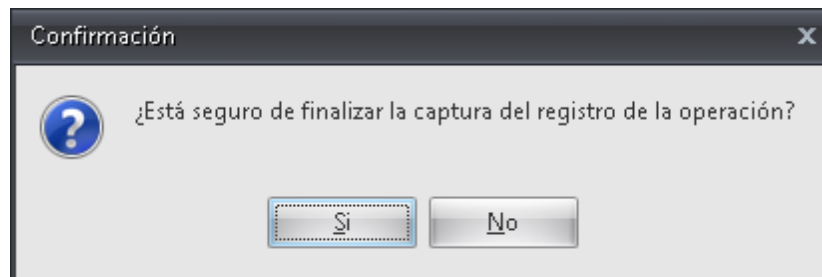 Confirmación
¿Está seguro de finalizar la captura del registro de la operación?
Si
No